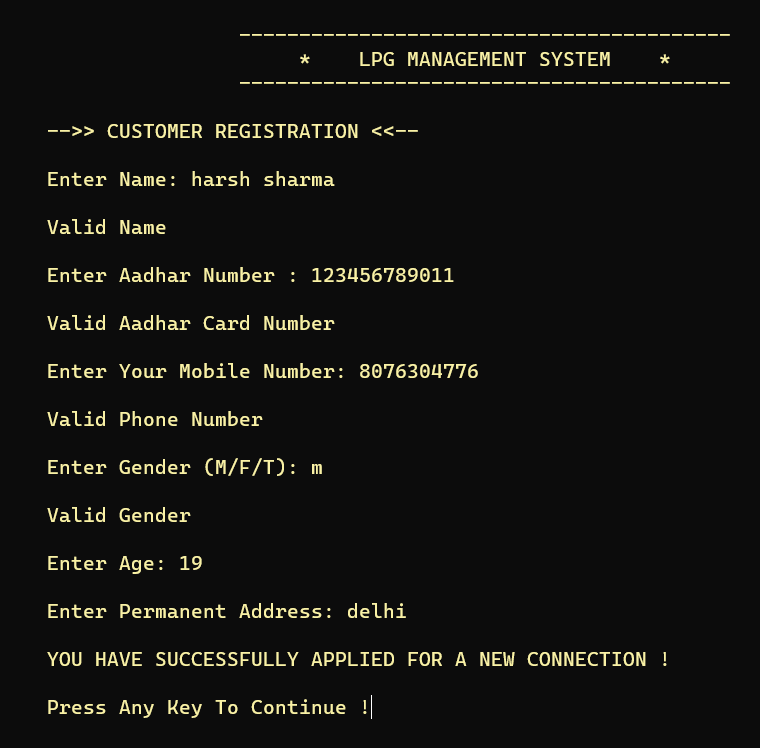 -----------------------------------------
* LPG MANAGEMENT SYSTEM *
-----------------------------------------
-->> CUSTOMER REGISTRATION <<--
Enter Name: harsh sharma
Valid Name
Enter Aadhar Number : 123456789011
Valid Aadhar Card Number
Enter Your Mobile Number: 8076304776
Valid Phone Number
Enter Gender (M/F/T): m
Valid Gender
Enter Age: 19
Enter Permanent Address: delhi
YOU HAVE SUCCESSFULLY APPLIED FOR A NEW CONNECTION !
Press Any Key To Continue !